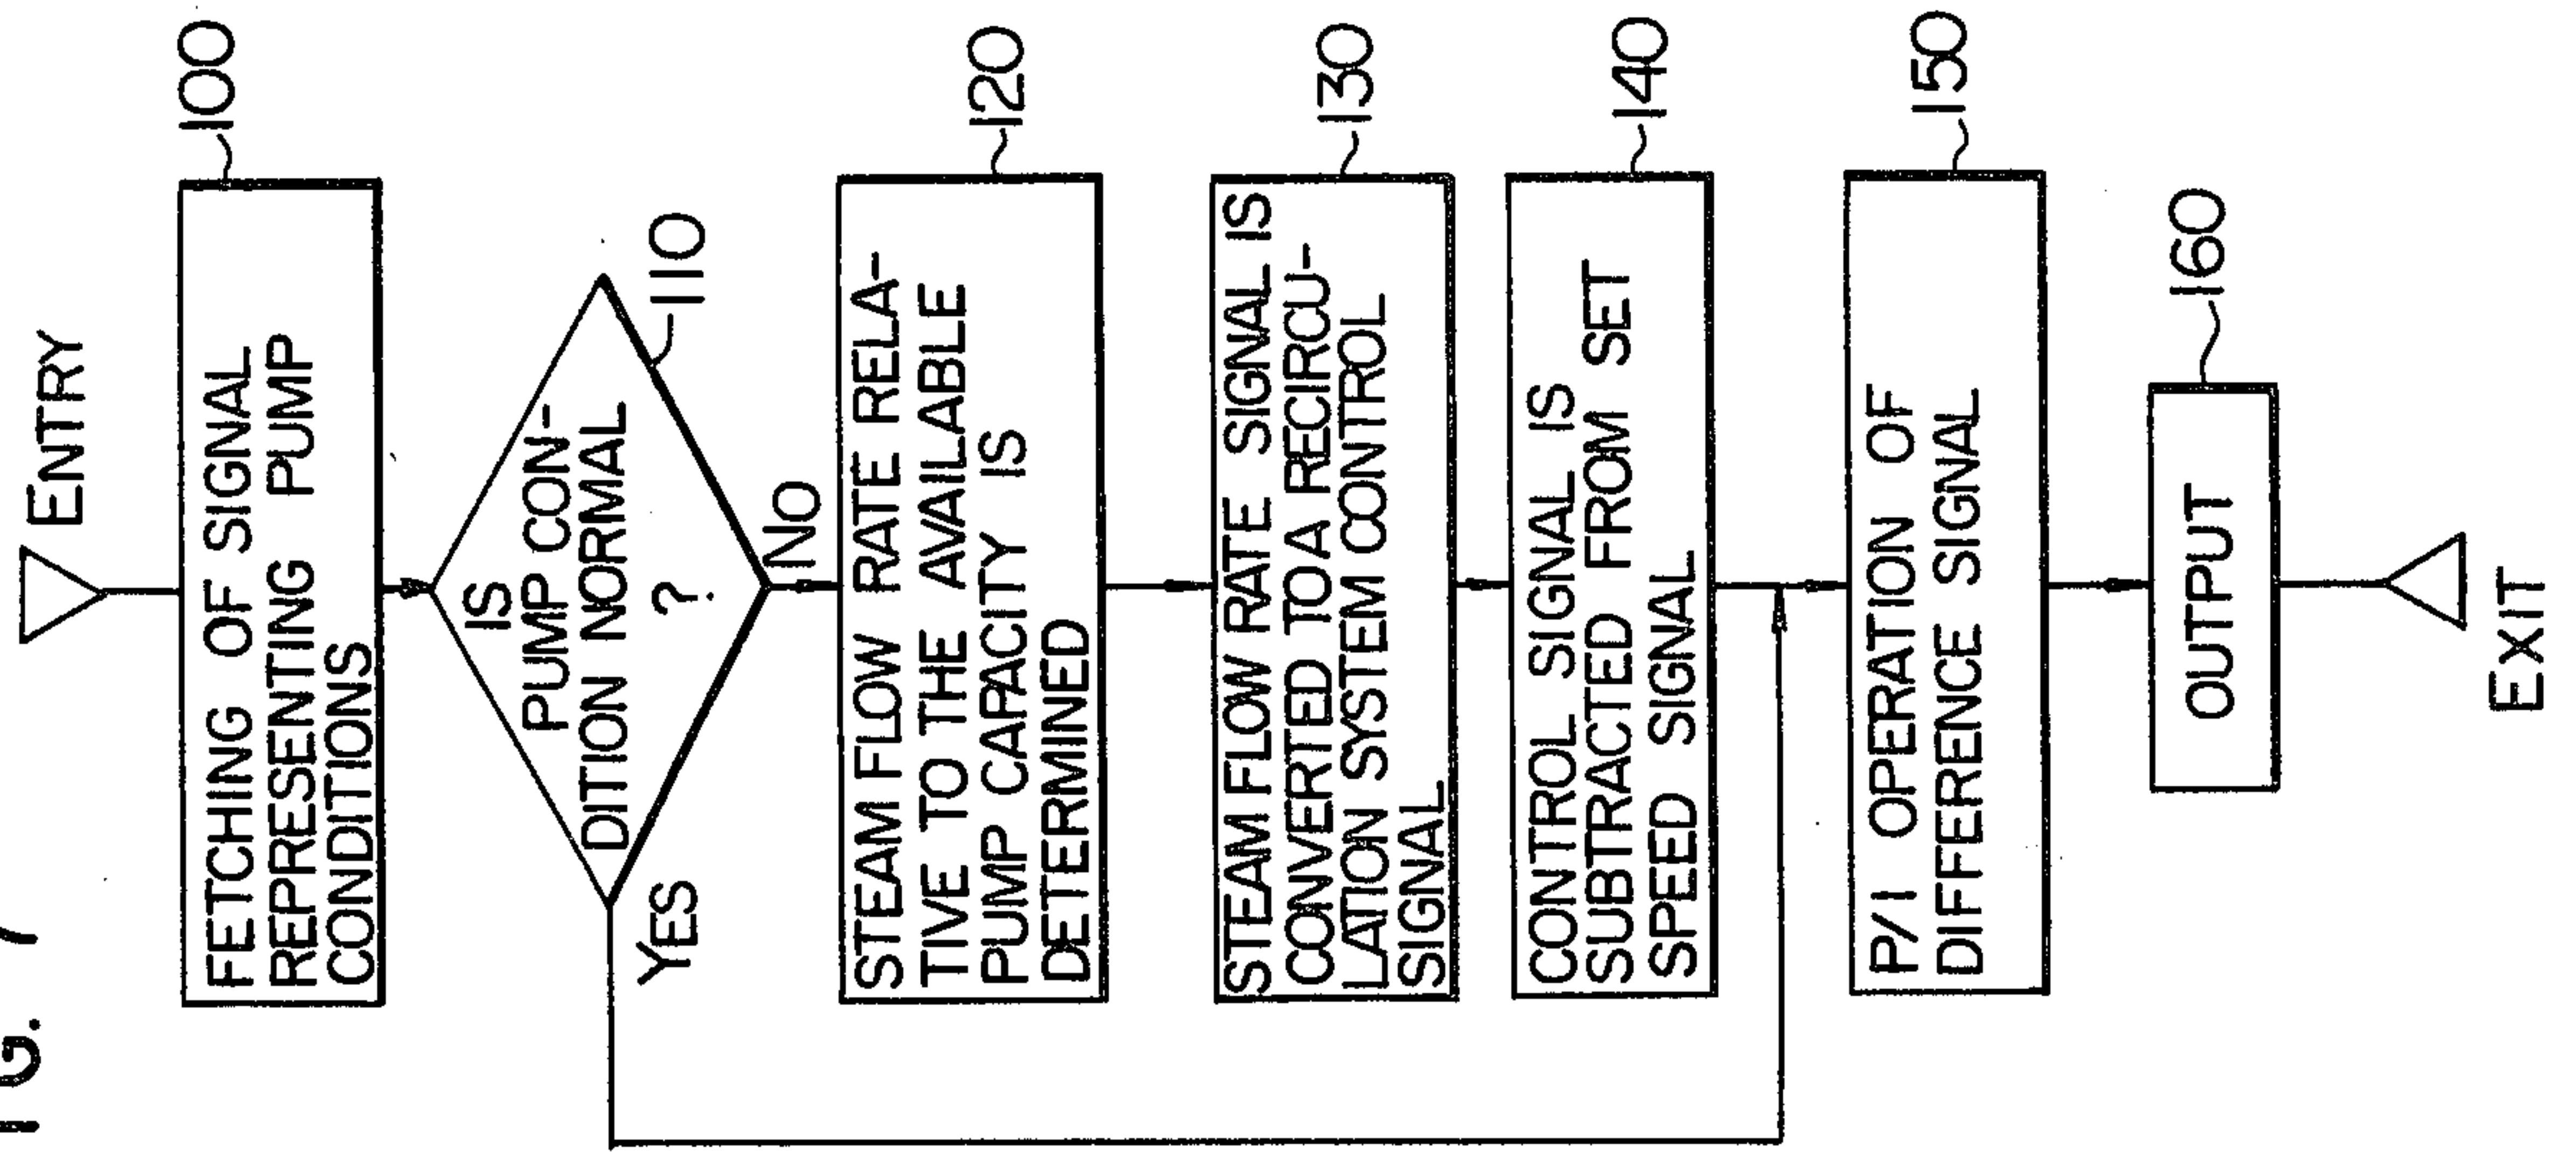 FIG. 7
ENTRY
FETCHING OF SIGNAL
REPRESENTING PUMP
CONDITIONS
100
IS
PUMP CON-
DITION NORMAL
?
110
YES
NO
STEAM FLOW RATE RELA-
TIVE TO THE AVAILABLE
PUMP CAPACITY IS
DETERMINED
120
STEAM FLOW RATE SIGNAL IS
CONVERTED TO A RECIRCU-
LATION SYSTEM CONTROL
SIGNAL
130
CONTROL SIGNAL IS
SUBTRACTED FROM SET
SPEED SIGNAL
140
P/I OPERATION OF
DIFFERENCE SIGNAL
150
OUTPUT
160
EXIT